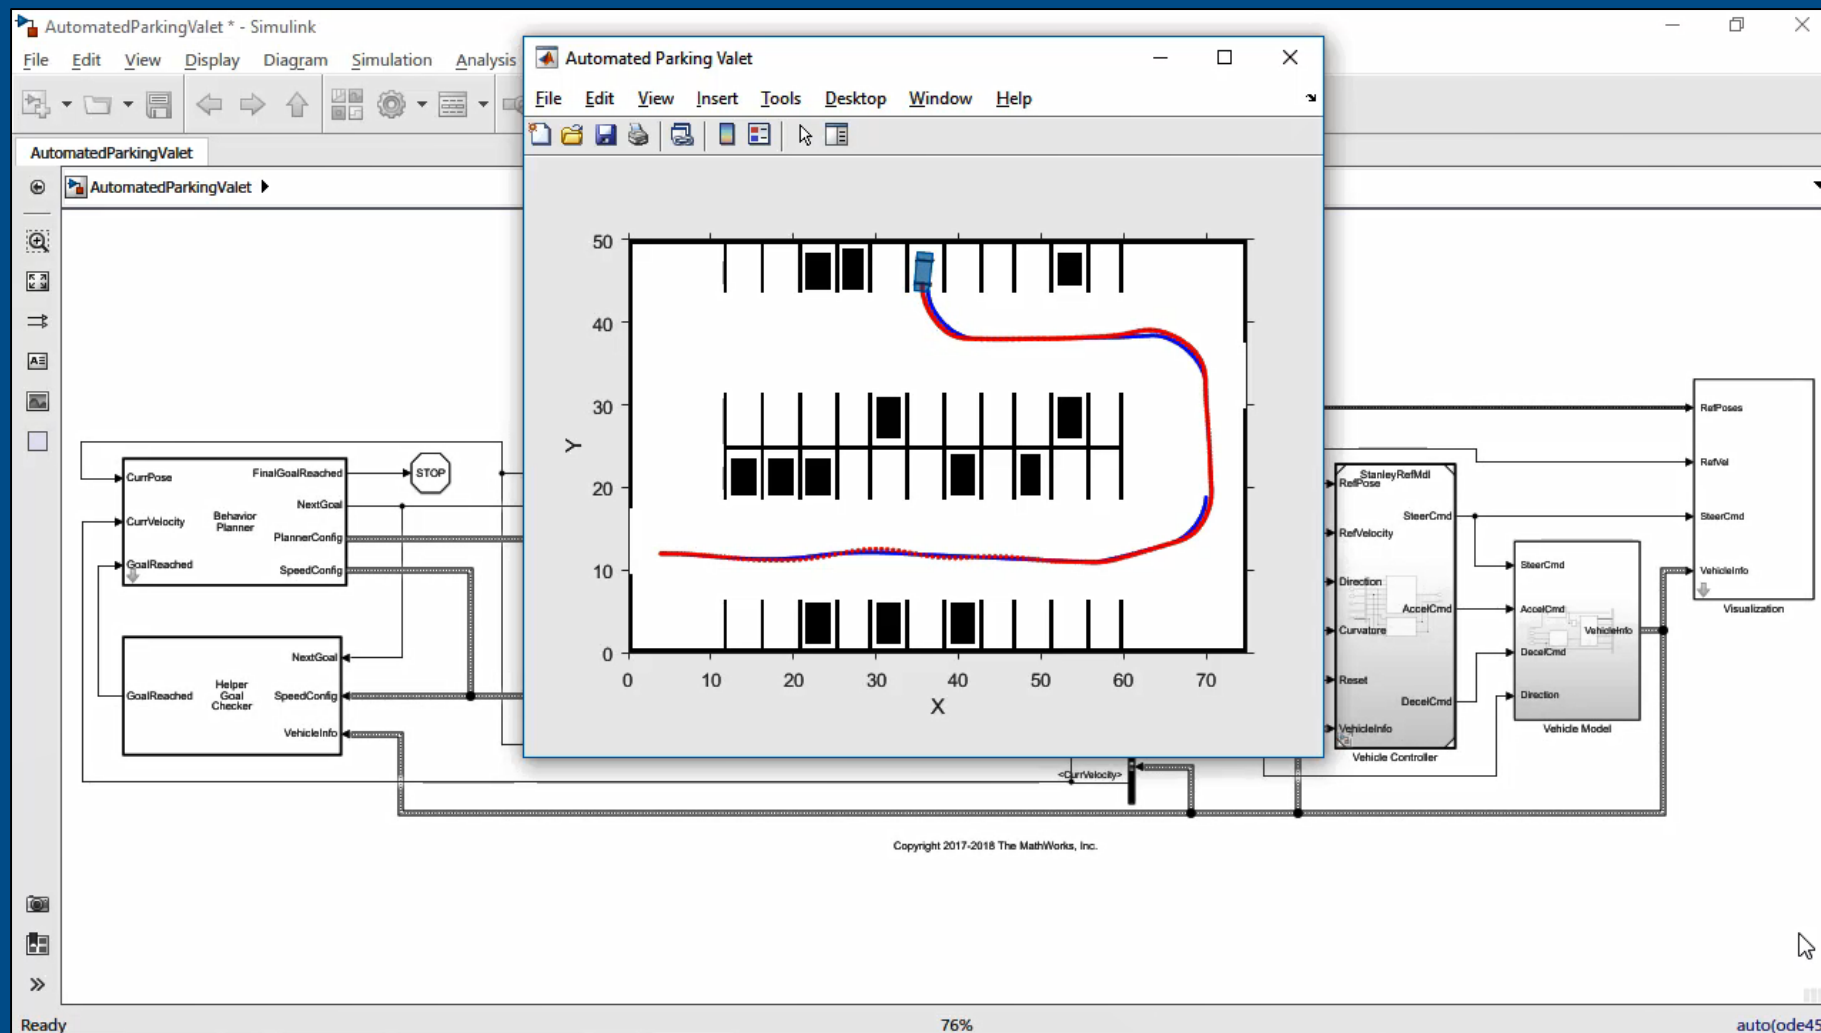 AutomatedParkingValet * - Simulink
File Edit View Display Diagram Simulation Analysis
AutomatedParkingValet
AutomatedParkingValet
Automated Parking Valet
File Edit View Insert Tools Desktop Window Help
50
40
30
20
10
0
Y
0 10 20 30 40 50 60 70
X
CurrPose
CurrVelocity
GoalReached
Behavior
Planner
FinalGoalReached
NextGoal
PlannerConfig
SpeedConfig
STOP
GoalReached
Helper
Goal
Checker
NextGoal
SpeedConfig
VehicleInfo
<CurrVelocity>
StanleyRefMdl
RefPose
RefVelocity
Direction
Curvature
Reset
VehicleInfo
SteerCmd
AccelCmd
DecelCmd
Vehicle Controller
SteerCmd
AccelCmd
DecelCmd
Direction
VehicleInfo
Vehicle Model
RefPoses
RefVel
SteerCmd
VehicleInfo
Visualization
Copyright 2017-2018 The MathWorks, Inc.
Ready
76%
auto(ode45